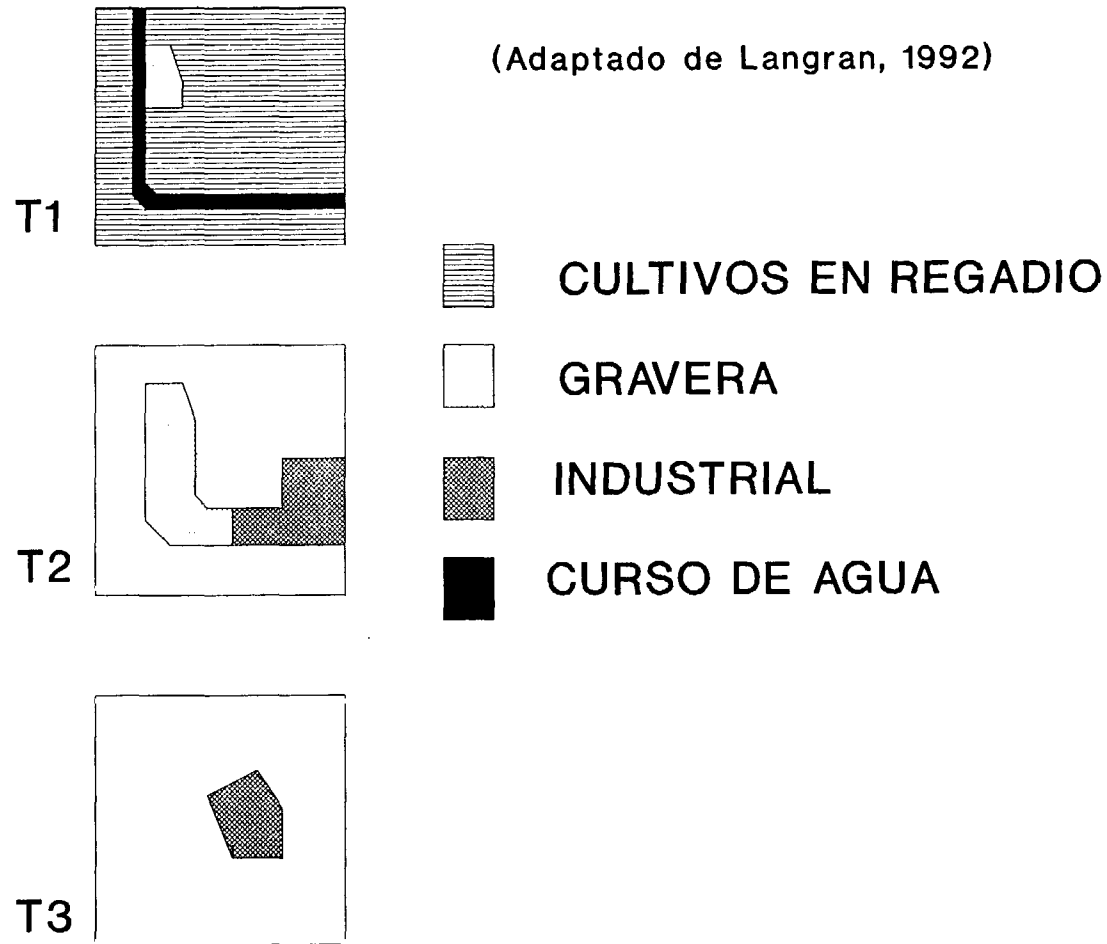 (Adaptado de Langran, 1992)
T1
CULTIVOS EN REGADIO
GRAVERA
INDUSTRIAL
T2
CURSO DE AGUA
T3